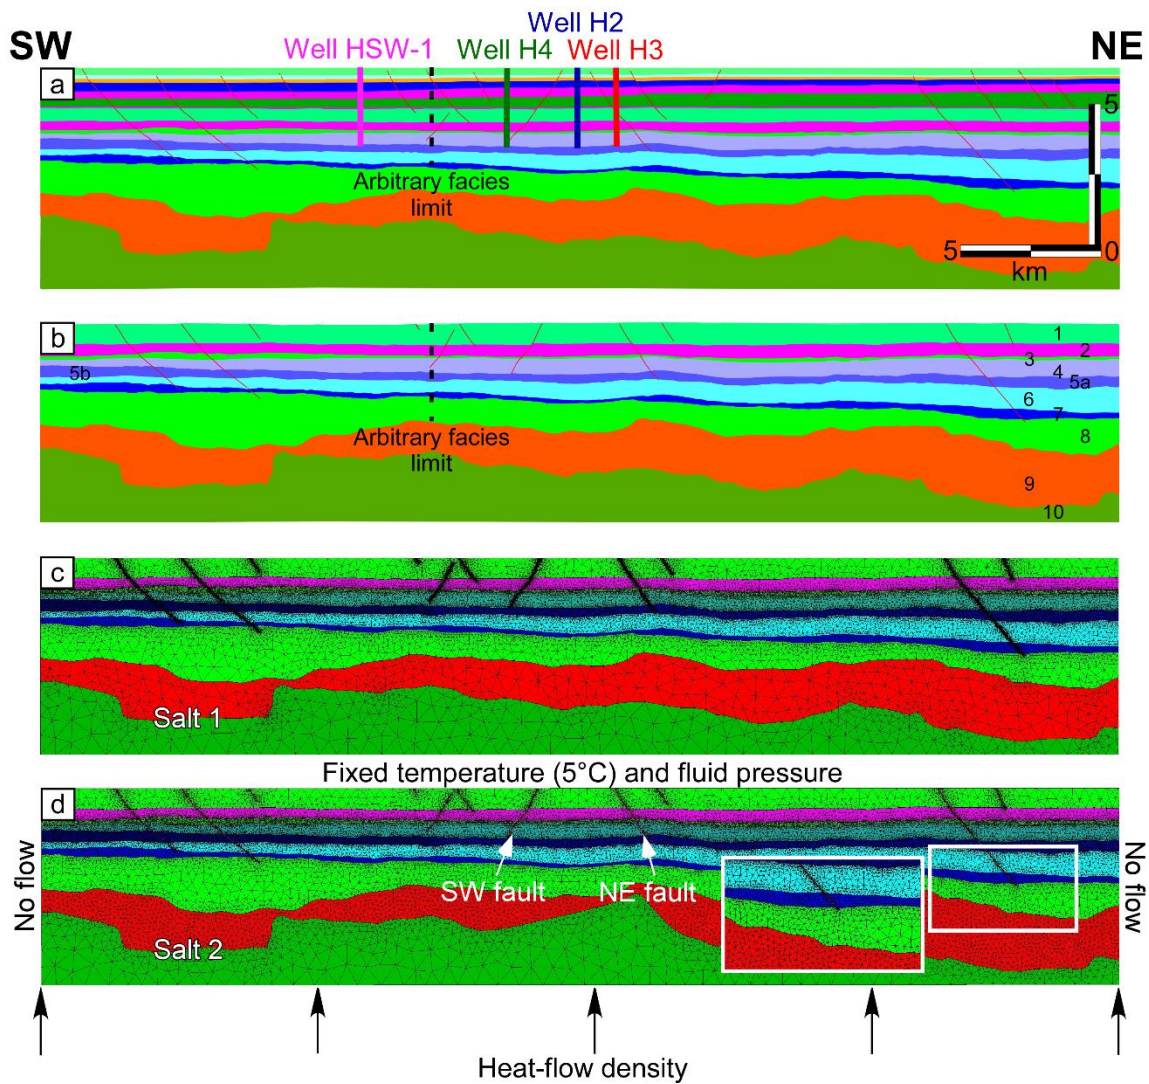 Well H2
SW
Well HSW-1
Well H4
Well H3
NE
a
5
Arbitrary facies
limit
5
0
km
b
1
2
3
4
5b
5a
6
7
8
Arbitrary facies
limit
9
10
c
Salt 1
Fixed temperature (5°C) and fluid pressure
d
No flow
SW fault
NE fault
No flow
Salt 2
Heat-flow density